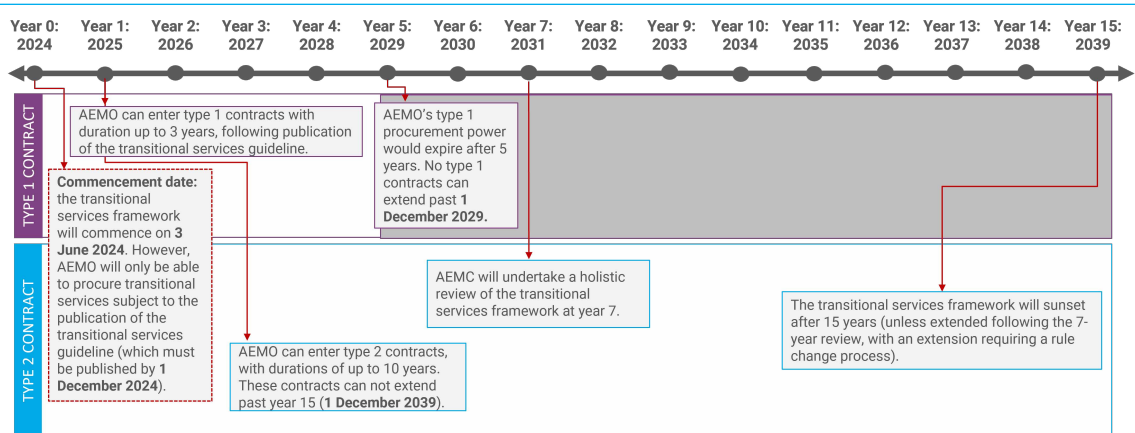 Year 0: Year 1: Year 2: Year 3: Year 4: Year 5: Year 6: Year 7: Year 8: Year 9: Year 10: Year 11: Year 12: Year 13: Year 14: Year 15:
2024 2025 2026 2027 2028 2029 2030 2031 2032 2033 2034 2035 2036 2037 2038 2039
TYPE 1 CONTRACT
AEMO can enter type 1 contracts with
duration up to 3 years, following publication
of the transitional services guideline.
AEMO’s type 1
procurement power
would expire after 5
years. No type 1
contracts can
extend past 1
December 2029.
Commencement date:
the transitional
services framework
will commence on 3
June 2024. However,
AEMO will only be able
to procure transitional
services subject to the
publication of the
transitional services
guideline (which must
be published by 1
December 2024).
TYPE 2 CONTRACT
AEMO can enter type 2 contracts,
with durations of up to 10 years.
These contracts can not extend
past year 15 (1 December 2039).
AEMC will undertake a holistic
review of the transitional
services framework at year 7.
The transitional services framework will sunset
after 15 years (unless extended following the 7-
year review, with an extension requiring a rule
change process).